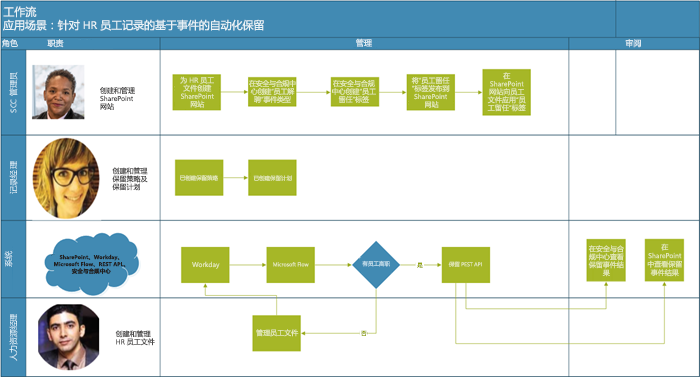 工作流
应用场景：针对 HR 员工记录的基于事件的自动化保留
角色
职责
管理
审阅
SCC 管理员
创建和管理
SharePoint
网站
为 HR 员工
文件创建
SharePoint
网站
在安全与合规中
心创建“员工解
聘”事件类型
在安全与合规
中心创建“员工
留任”标签
将“员工留任
”标签发布到
SharePoint
网站
在
SharePoint
网站向员工
文件应用“员
工留任”标签
记录经理
创建和管理
保留策略及
保留计划
已创建保留策略
已创建保留计划
系统
SharePoint、Workday、
Microsoft Flow、REST API、
安全与合规中心
Workday
Microsoft Flow
有员工离职
是
保留 REST API
在安全与合
规中心查看
保留事件结
果
在
SharePoint
中查看保留
事件结果
人力资源经理
创建和管理
HR 员工文件
管理员工文件
否